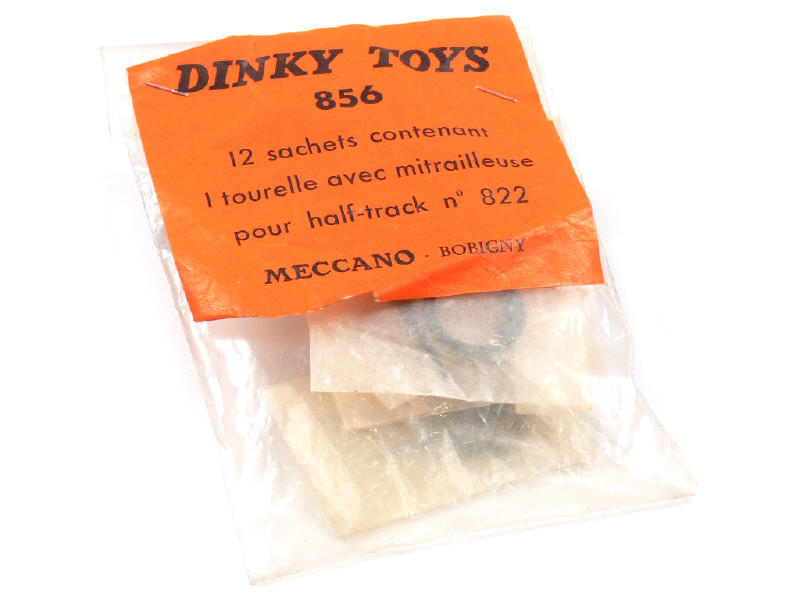 DINKY TOYS
856
12 sachets contenant
1 tourelle avec mitrailleuse
pour half-track n° 822
MECCANO - BOBIGNY